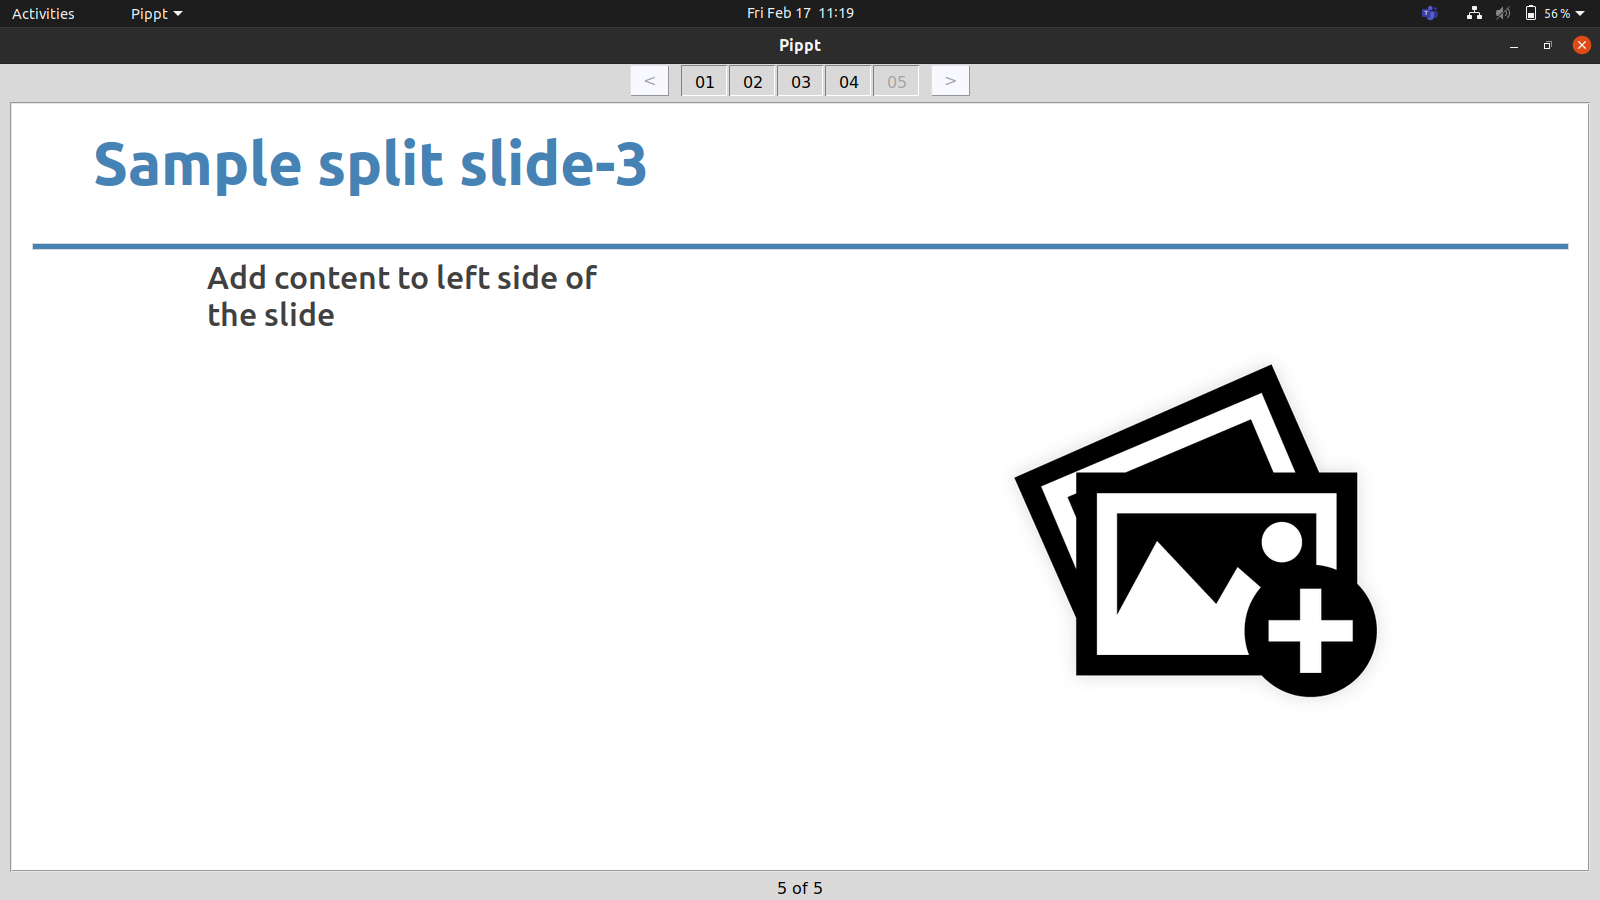 Activities Pippt Fri Feb 17 11:19 56%
Pippt
< 01 02 03 04 05 >
Sample split slide-3
Add content to left side of
the slide
5 of 5